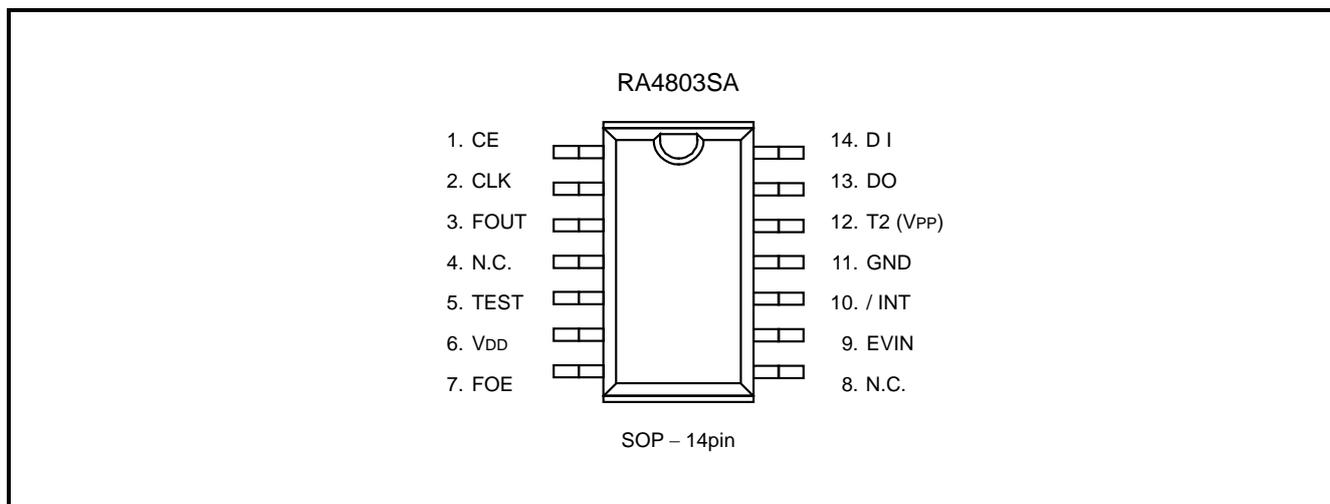 RA4803SA
1. CE
2. CLK
3. FOUT
4. N.C.
5. TEST
6. VDD
7. FOE
14. D I
13. DO
12. T2 (VPP)
11. GND
10. / INT
9. EVIN
8. N.C.
SOP – 14pin